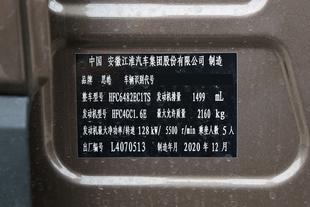 中国 安徽江淮汽车集团股份有限公司 制造
品牌 思皓 车辆识别代号
整车型号 HFC6482EC1TS 发动机排量 1499 mL
发动机型号 HFC4GC1.6E 最大允许质量 2160 kg
发动机最大净功率/转速 128 kW/ 5500 r/min 乘坐人数 5 人
出厂编号 L4070513 制造年月 2020 年 12 月